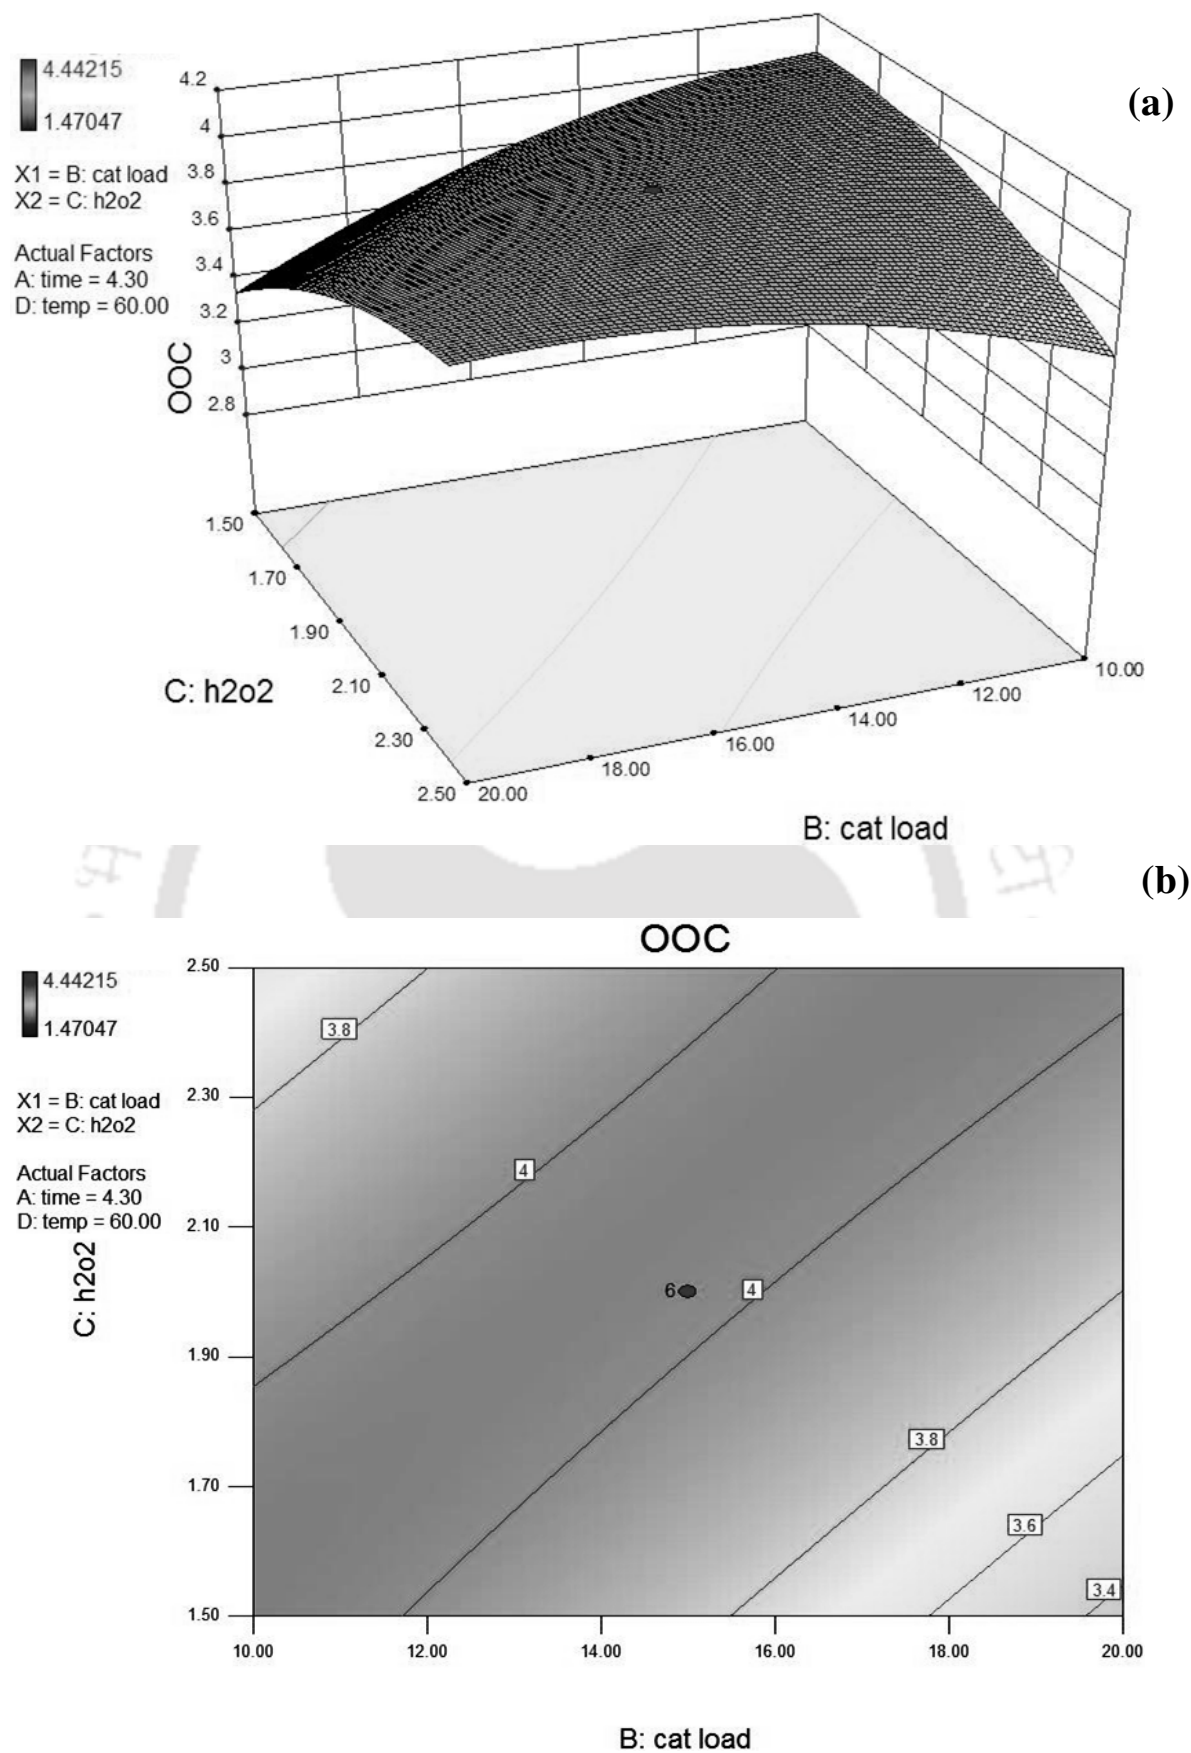 (a)
4.44215
1.47047
X1 = B: cat load
X2 = C: h2o2
Actual Factors
A: time = 4.30
D: temp = 60.00
4.2
4
3.8
3.6
3.4
3.2
3
2.8
OOC
1.50
1.70
1.90
2.10
2.30
2.50
C: h2o2
20.00
18.00
16.00
14.00
12.00
10.00
B: cat load
(b)
OOC
4.44215
1.47047
X1 = B: cat load
X2 = C: h2o2
Actual Factors
A: time = 4.30
D: temp = 60.00
C: h2o2
2.50
2.30
2.10
1.90
1.70
1.50
3.8
4
6
4
3.8
3.6
3.4
10.00 12.00 14.00 16.00 18.00 20.00
B: cat load